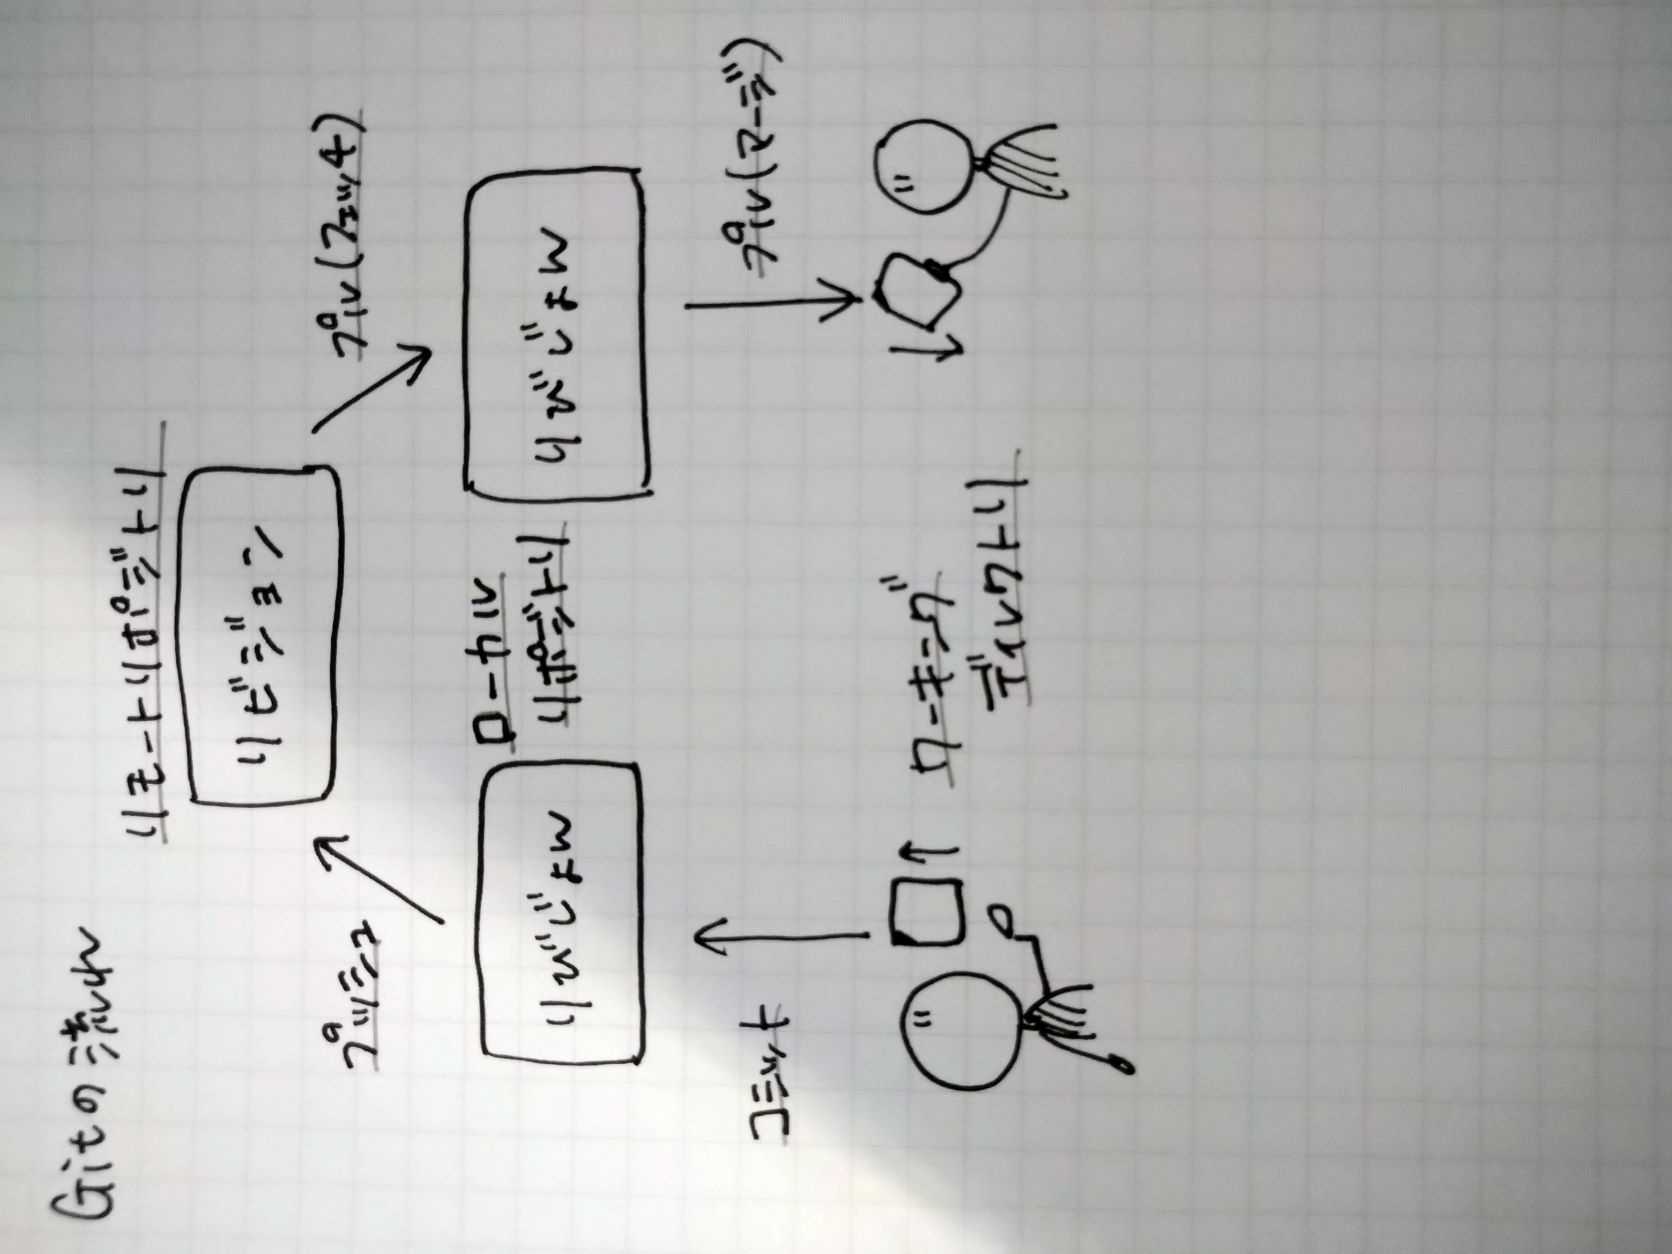 Gitの流れ
リモートリポジトリ
リビジョン
プッシュ
プル(フェッチ)
りびじょん
ローカル
リポジトリ
りびじょん
コミット
プル(マージ)
ワーキング
ディレクトリ